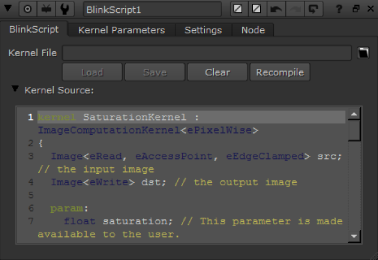 BlinkScript1
?
BlinkScript Kernel Parameters Settings Node
Kernel File
Load Save Clear Recompile
Kernel Source:
1 kernel SaturationKernel :
ImageComputationKernel<ePixelWise>
2 {
3 Image<eRead, eAccessPoint, eEdgeClamped> src;
// the input image
4 Image<eWrite> dst; // the output image
5
6 param:
7 float saturation; // This parameter is made
available to the user.